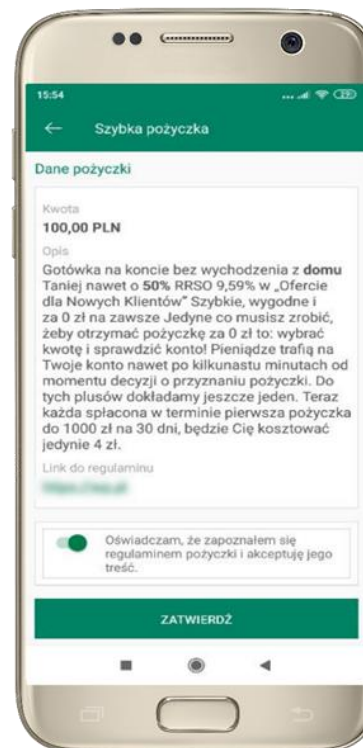 15:54
Szybka pożyczka
Dane pożyczki
Kwota
100,00 PLN
Opis
Gotówka na koncie bez wychodzenia z domu
Taniej nawet o 50% RRSO 9,59% w „Ofercie
dla Nowych Klientów” Szybkie, wygodne i
za 0 zł na zawsze Jedyne co musisz zrobić,
żeby otrzymać pożyczkę za 0 zł to: wybrać
kwotę i sprawdzić konto! Pieniądze trafią na
Twoje konto nawet po kilkunastu minutach od
momentu decyzji o przyznaniu pożyczki. Do
tych plusów dokładamy jeszcze jeden. Teraz
każda spłacona w terminie pierwsza pożyczka
do 1000 zł na 30 dni, będzie Cię kosztować
jedynie 4 zł.
Link do regulaminu
Oświadczam, że zapoznałem się
regulaminem pożyczki i akceptuję jego
treść.
ZATWIERDŹ